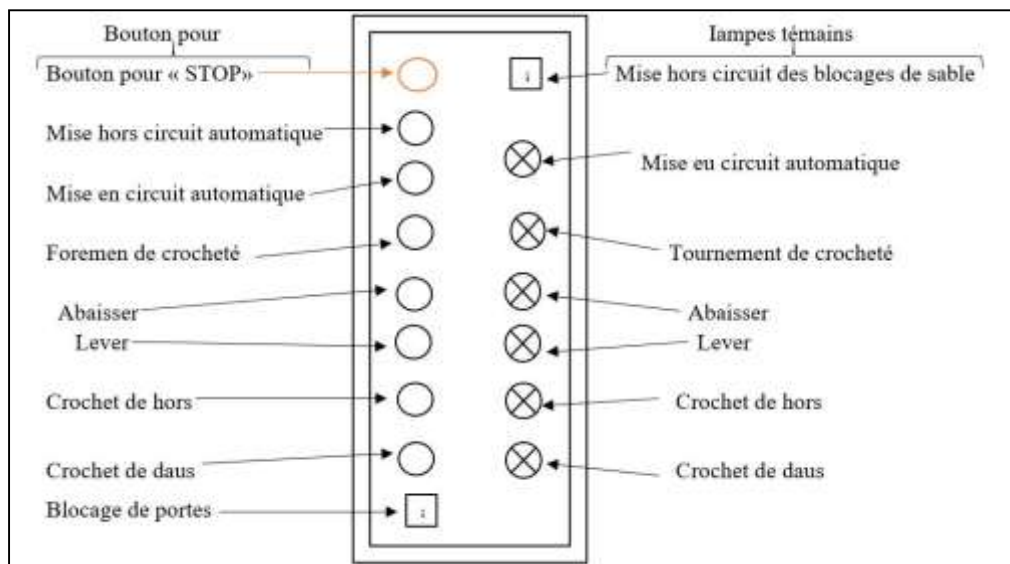 Bouton pour
Bouton pour « STOP»
Mise hors circuit automatique
Mise en circuit automatique
Foremen de crocheté
Abaisser
Lever
Crochet de hors
Crochet de daus
Blocage de portes
lampes témains
Mise hors circuit des blocages de sable
Mise eu circuit automatique
Tournement de crocheté
Abaisser
Lever
Crochet de hors
Crochet de daus